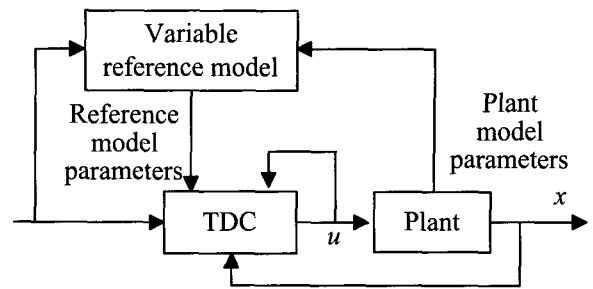 Variable
reference model
Reference
model
parameters
Plant
model
parameters
TDC
u
Plant
x